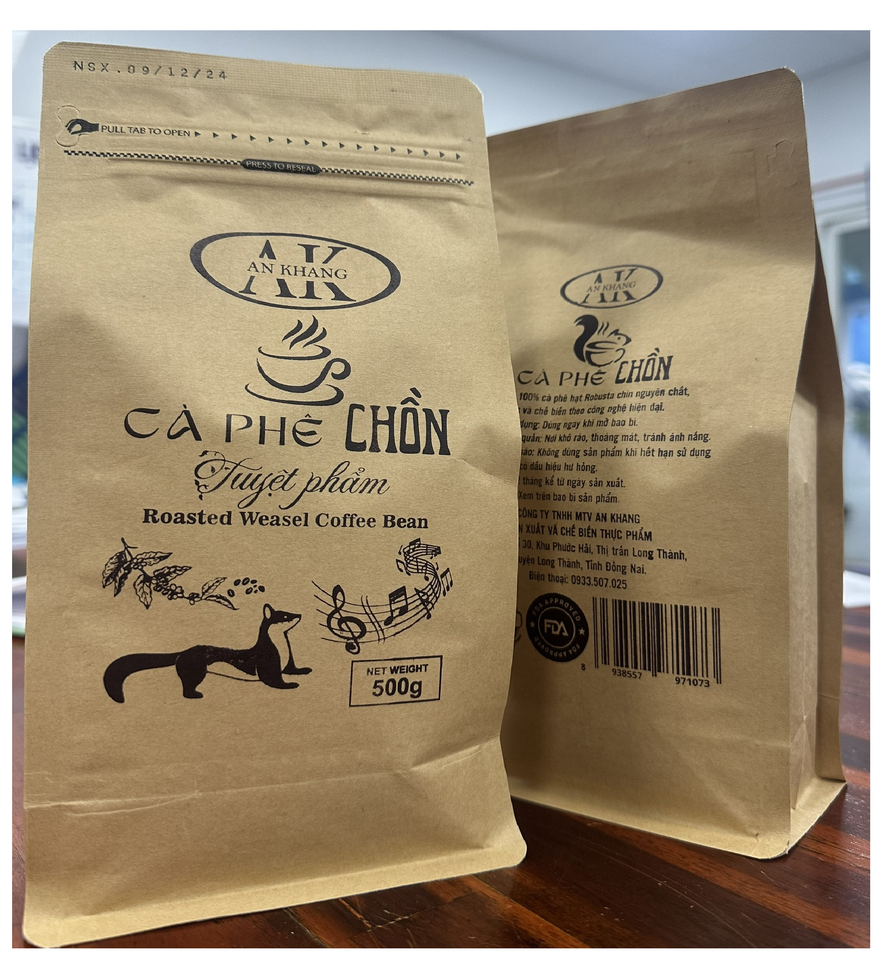 NSX.09/12/24
PULL TAB TO OPEN
PRESS TO RESEAL
AK
AN KHANG
CÀ PHÊ CHỒN
Tuyệt phẩm
Roasted Weasel Coffee Bean
NET WEIGHT
500g
AK
AN KHANG
CÀ PHÊ CHỒN
100% cà phê hạt Robusta chín nguyên chất,
và chế biến theo công nghệ hiện đại.
dụng: Dùng ngay khi mở bao bì.
quản: Nơi khô ráo, thoáng mát, tránh ánh nắng.
báo: Không dùng sản phẩm khi hết hạn sử dụng
có dấu hiệu hư hỏng.
tháng kể từ ngày sản xuất.
Xem trên bao bì sản phẩm.
CÔNG TY TNHH MTV AN KHANG
XUẤT VÀ CHẾ BIẾN THỰC PHẨM
30, Khu Phước Hải, Thị trấn Long Thành,
uyện Long Thành, Tỉnh Đồng Nai.
Điện thoại: 0933.507.025
FDA APPROVED
FDA
FDA APPROVED
8 938557 971073